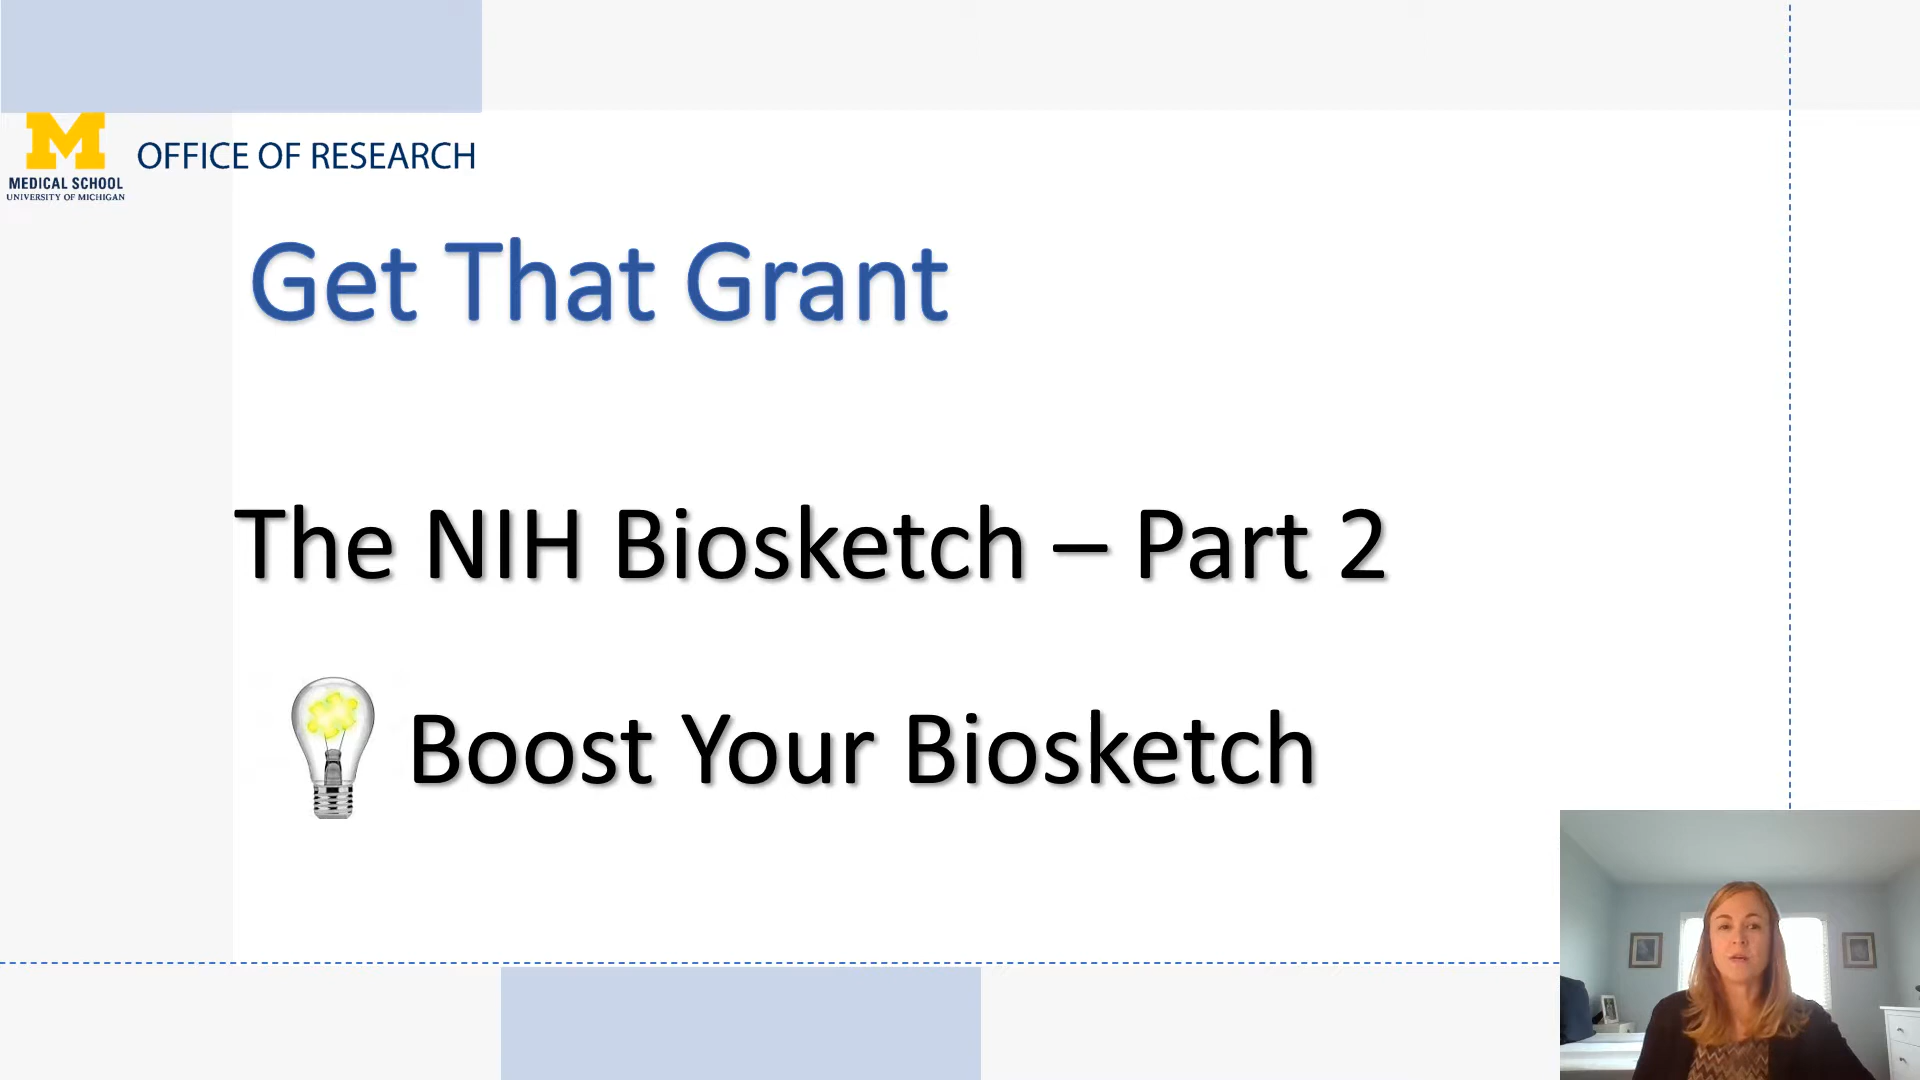 OFFICE OF RESEARCH
MEDICAL SCHOOL
UNIVERSITY OF MICHIGAN
Get That Grant
The NIH Biosketch – Part 2
Boost Your Biosketch